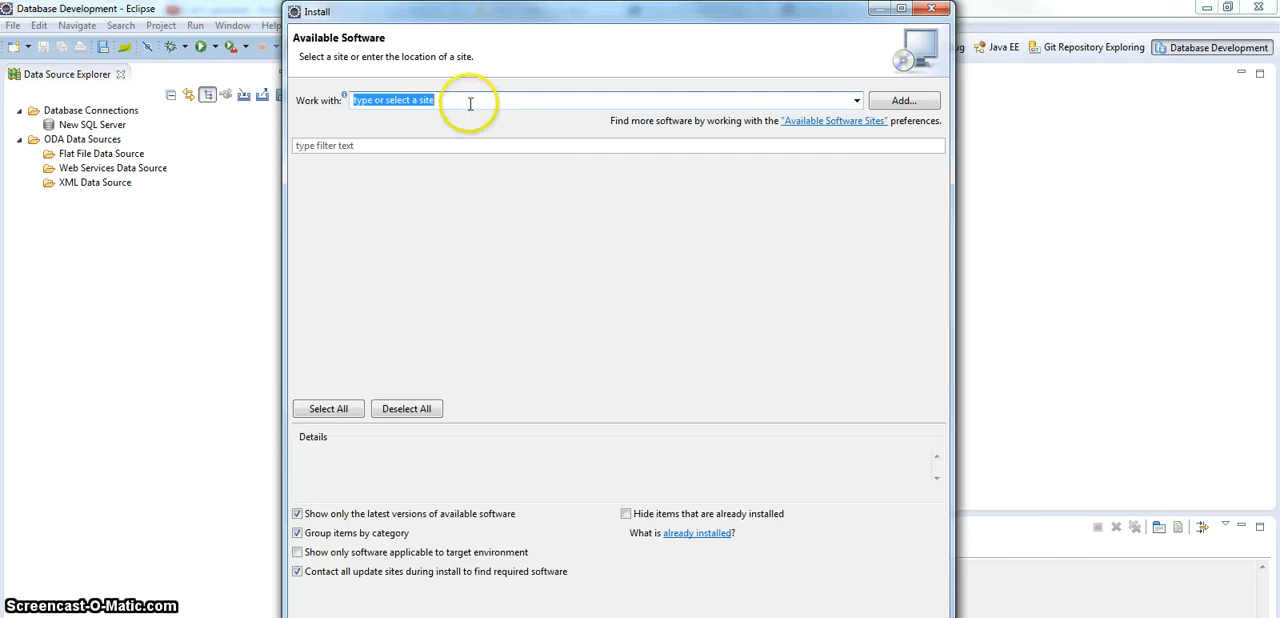 Database Development - Eclipse
File Edit Navigate Search Project Run Window Help
Data Source Explorer
Database Connections
New SQL Server
ODA Data Sources
Flat File Data Source
Web Services Data Source
XML Data Source
Install
Available Software
Select a site or enter the location of a site.
Work with: type or select a site
Add...
Find more software by working with the "Available Software Sites" preferences.
type filter text
Select All Deselect All
Details
Show only the latest versions of available software
Hide items that are already installed
Group items by category
What is already installed?
Show only software applicable to target environment
Contact all update sites during install to find required software
Java EE Git Repository Exploring Database Development
Screencast-O-Matic.com